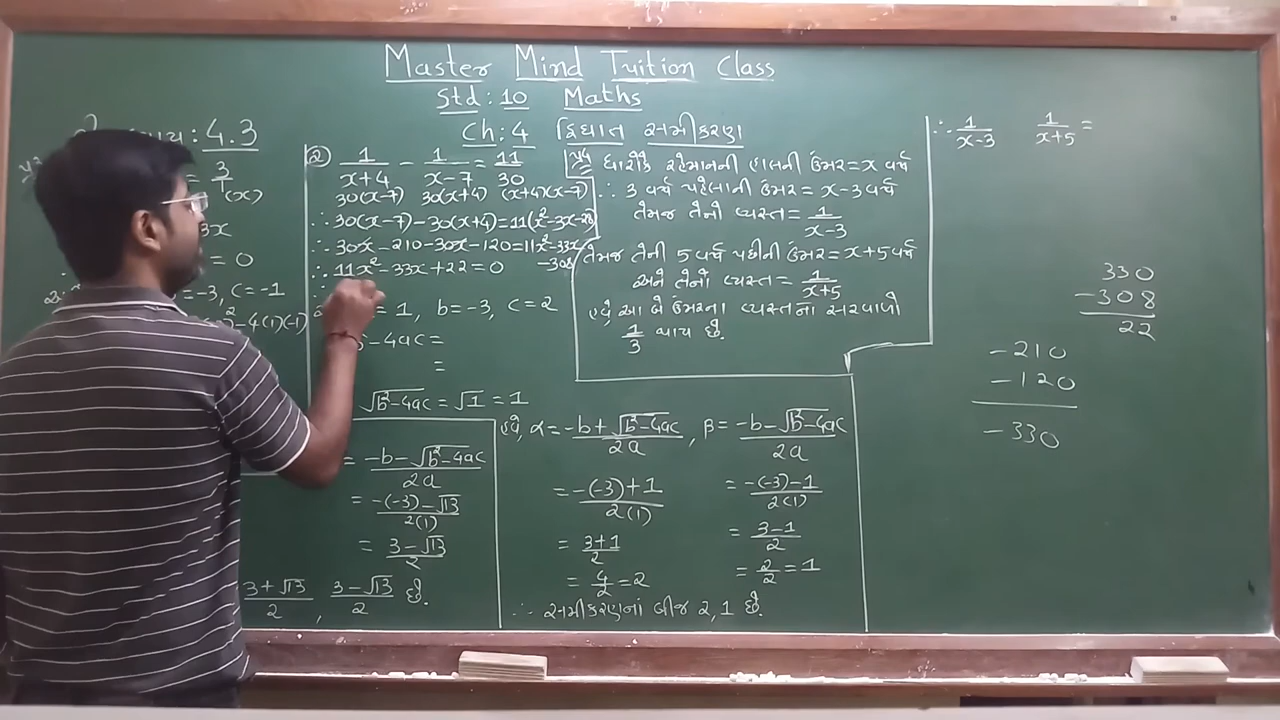 Master Mind Tuition Class
Std: 10 Maths
Ch: 4 દ્વિઘાત સમીકરણ
: 4.3
= 3/1 (x)
= 0
= -3, c = -1
- 4(1)(-1)
② 1/(x+4) - 1/(x-7) = 11/30
30(x-7) 30(x+4) (x+4)(x-7)
∴ 30(x-7) - 30(x+4) = 11(x² - 3x - 28)
∴ 30x - 210 - 30x - 120 = 11x² - 33x
- 308
∴ 11x² - 33x + 22 = 0
= 1, b = -3, c = 2
- 4ac =
=
√b²-4ac = √1 = 1
= (-b - √b²-4ac)/2a
= (-(-3) - √13)/2(1)
= (3 - √13)/2
(3 + √13)/2 , (3 - √13)/2 છે.
ધારોકે રહેમાનની હાલની ઉંમર = x વર્ષ
∴ 3 વર્ષ પહેલાની ઉંમર = x-3 વર્ષ
તેમજ તેનો વ્યસ્ત = 1/(x-3)
તેમજ તેની 5 વર્ષ પછીની ઉંમર = x+5 વર્ષ
અને તેનો વ્યસ્ત = 1/(x+5)
હવે, આ બે ઉંમરના વ્યસ્તનો સરવાળો
1/3 થાય છે.
હવે, α = (-b + √b²-4ac)/2a , β = (-b - √b²-4ac)/2a
= (-(-3) + 1)/2(1)
= (3+1)/2
= 4/2 = 2
= (-(-3) - 1)/2(1)
= (3-1)/2
= 2/2 = 1
∴ સમીકરણનાં બીજ 2, 1 છે.
∴ 1/(x-3) 1/(x+5) =
330
-308
22
-210
-120
-330